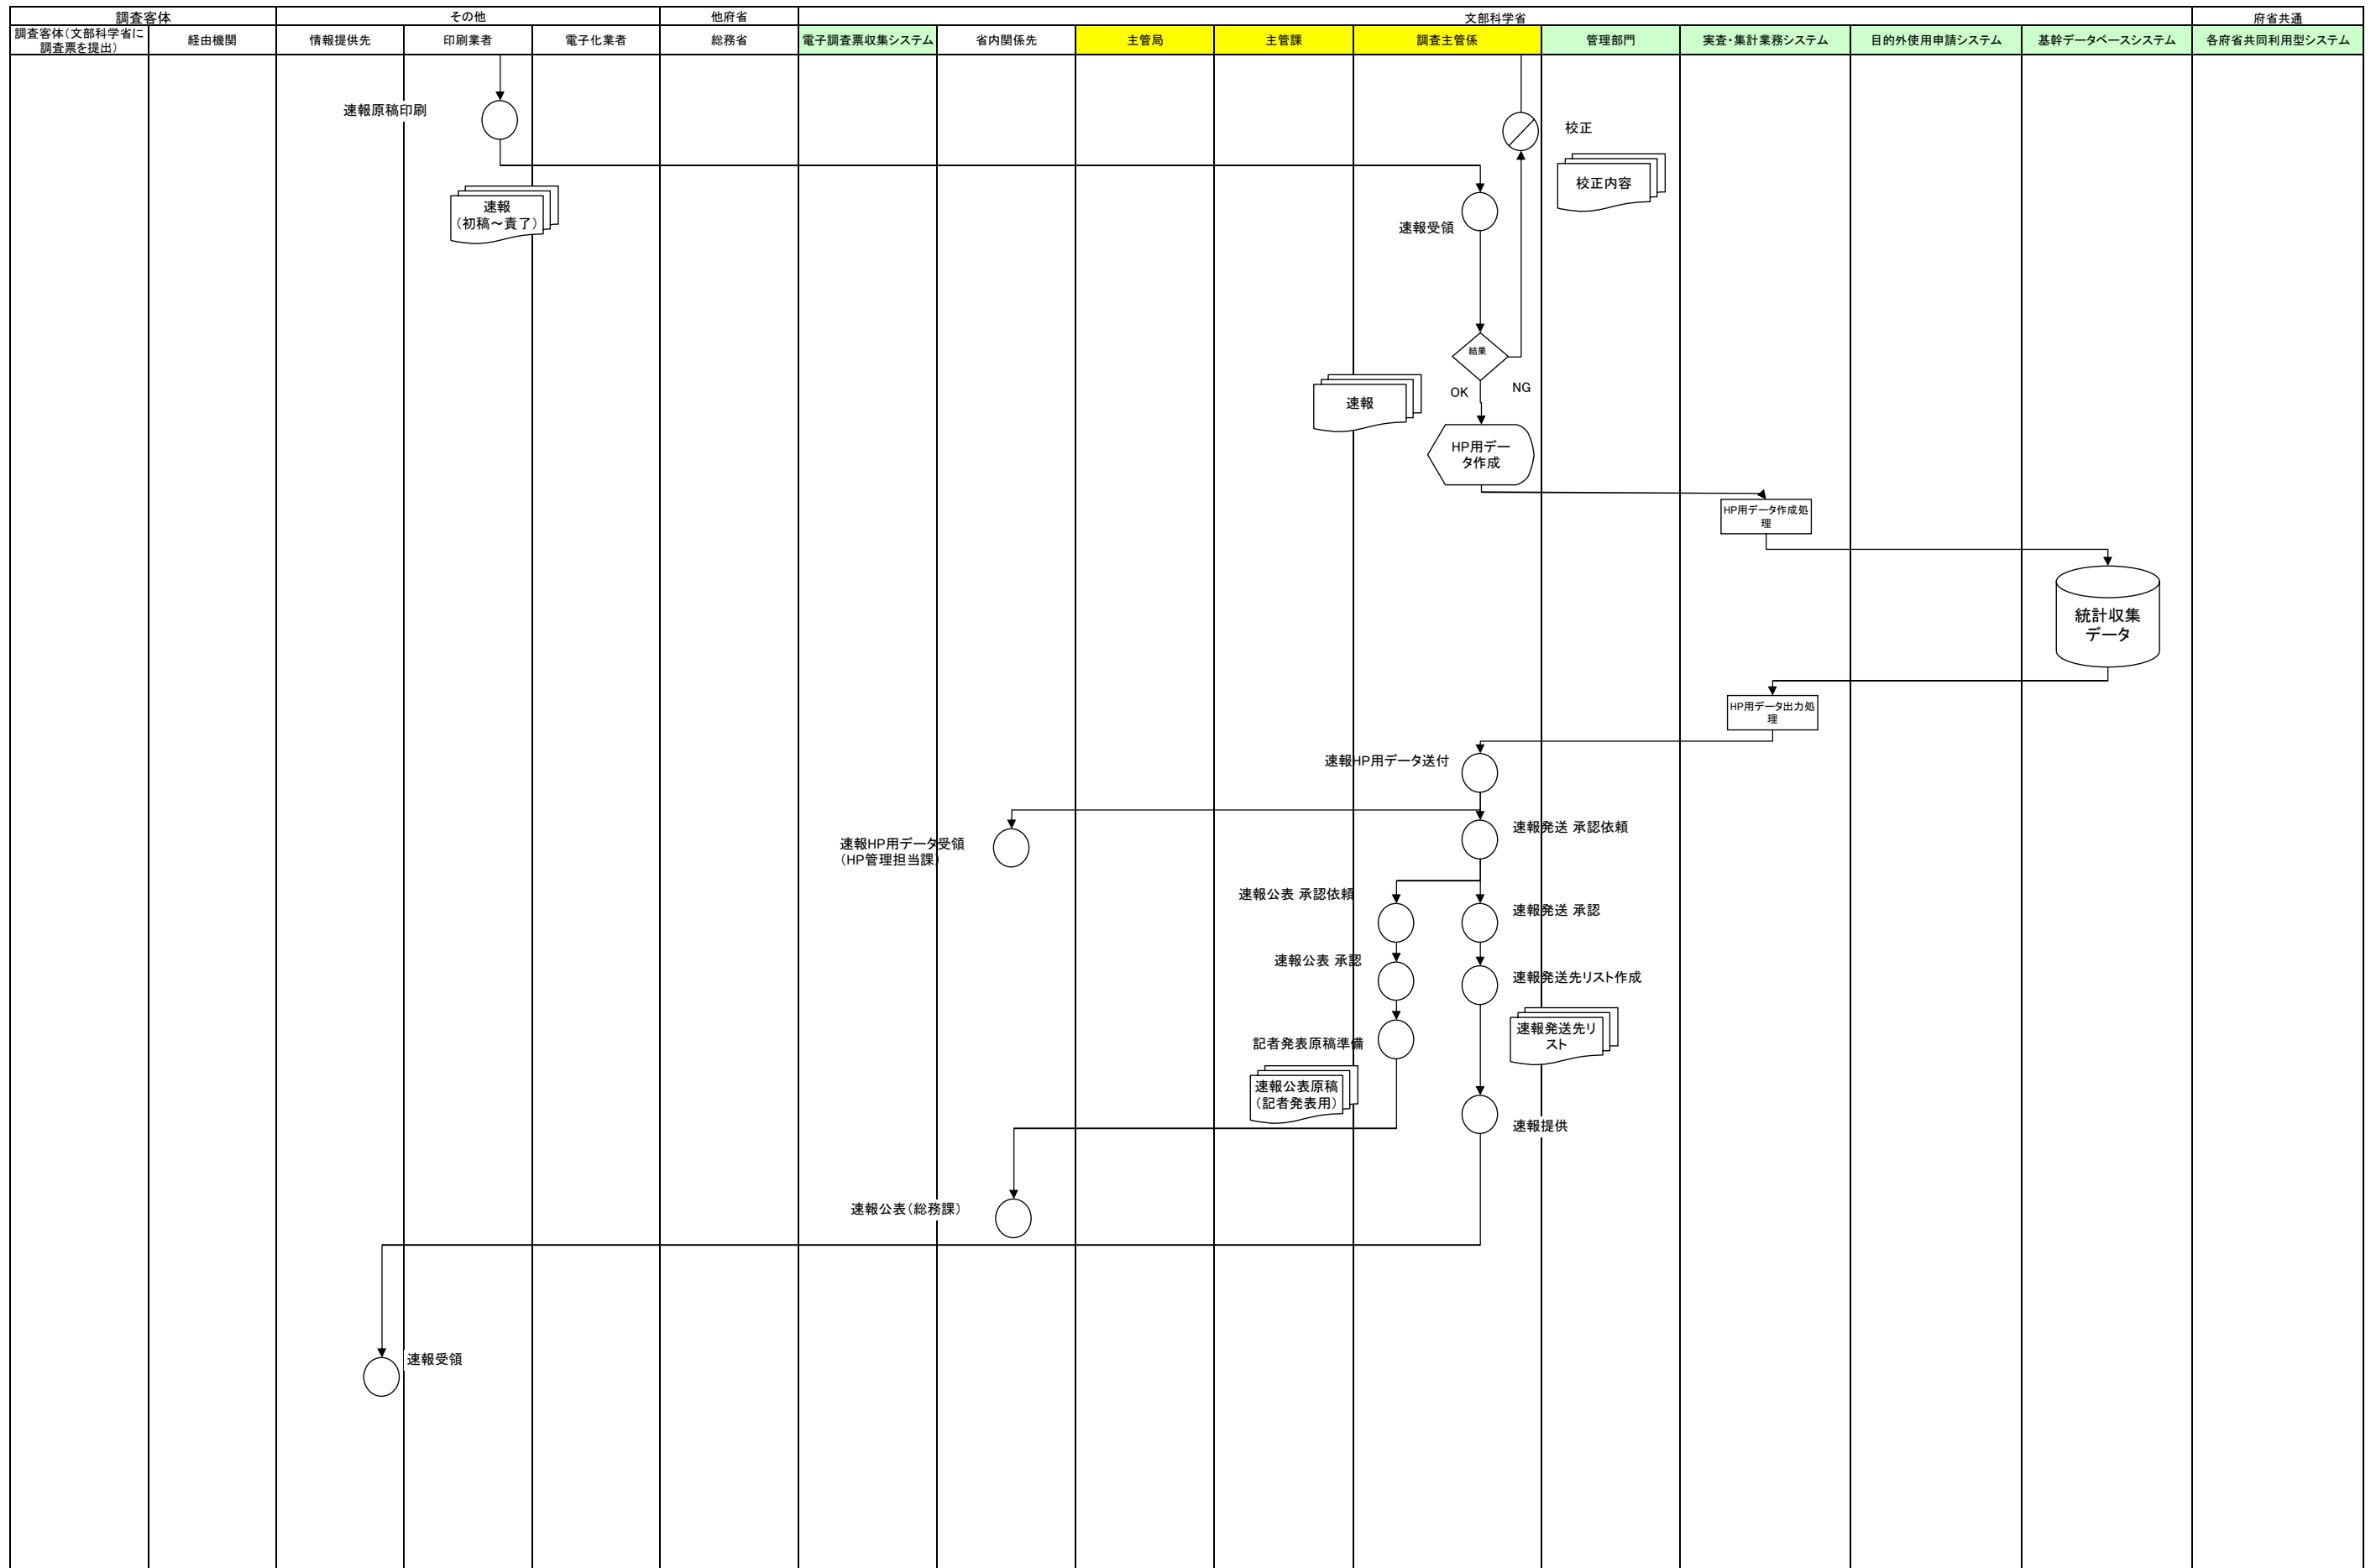 調査客体
その他
他府省
文部科学省
府省共通
調査客体（文部科学省に
調査票を提出）
経由機関
情報提供先
印刷業者
電子化業者
総務省
電子調査票収集システム
省内関係先
主管局
主管課
調査主管係
管理部門
実査・集計業務システム
目的外使用申請システム
基幹データベースシステム
各府省共同利用型システム
速報原稿印刷
校正
校正内容
速報
（初稿～責了）
速報受領
結果
OK
NG
速報
HP用デー
タ作成
HP用データ作成処
理
統計収集
データ
HP用データ出力処
理
速報HP用データ送付
速報発送 承認依頼
速報HP用データ受領
（HP管理担当課）
速報公表 承認依頼
速報発送 承認
速報公表 承認
速報発送先リスト作成
速報発送先リ
スト
記者発表原稿準備
速報公表原稿
（記者発表用）
速報提供
速報公表（総務課）
速報受領